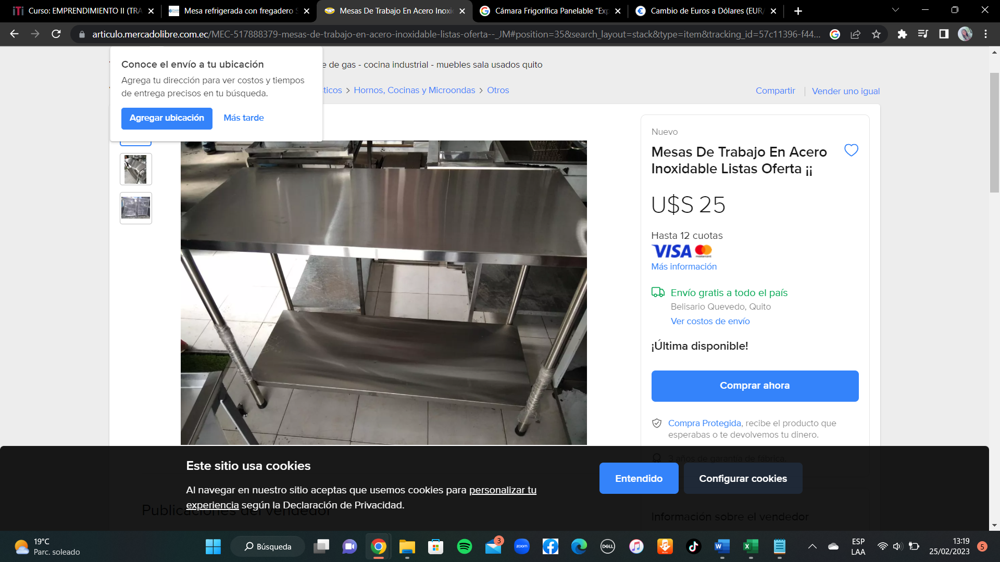 Curso: EMPRENDIMIENTO II (TRA
Mesa refrigerada con fregadero S
Mesas De Trabajo En Acero Inoxi
Cámara Frigorífica Panelable "Exp
Cambio de Euros a Dólares (EUR/
articulo.mercadolibre.com.ec/MEC-517888379-mesas-de-trabajo-en-acero-inoxidable-listas-oferta--_JM#position=35&search_layout=stack&type=item&tracking_id=57c11396-f44...
Conoce el envío a tu ubicación
Agrega tu dirección para ver costos y tiempos
de entrega precisos en tu búsqueda.
Agregar ubicación
Más tarde
e de gas - cocina industrial - muebles sala usados quito
sticos > Hornos, Cocinas y Microondas > Otros
Compartir
Vender uno igual
Nuevo
Mesas De Trabajo En Acero
Inoxidable Listas Oferta ¡¡
U$S 25
Hasta 12 cuotas
VISA mastercard
Más información
Envío gratis a todo el país
Belisario Quevedo, Quito
Ver costos de envío
¡Última disponible!
Comprar ahora
Compra Protegida, recibe el producto que
esperabas o te devolvemos tu dinero.
3 años de garantía de fábrica.
Este sitio usa cookies
Al navegar en nuestro sitio aceptas que usemos cookies para personalizar tu
experiencia según la Declaración de Privacidad.
Entendido
Configurar cookies
Publicaciones del vendedor
Información sobre el vendedor
19°C
Parc. soleado
Búsqueda
3
zoom
DELL
ESP
LAA
13:19
25/02/2023
5